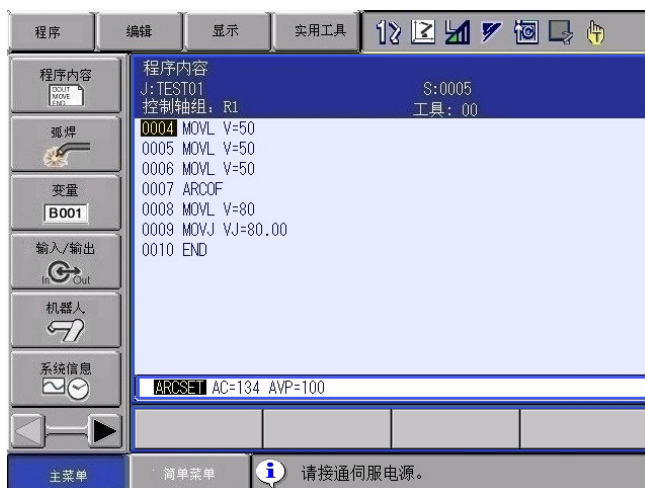 程序 编辑 显示 实用工具
程序内容
DOUT
MOVE
END
弧焊
变量
B001
输入/输出
In Out
机器人
系统信息
程序内容
J:TEST01 S:0005
控制轴组: R1 工具: 00
0004 MOVL V=50
0005 MOVL V=50
0006 MOVL V=50
0007 ARCOF
0008 MOVL V=80
0009 MOVJ VJ=80.00
0010 END
ARCSET AC=134 AVP=100
主菜单 简单菜单 请接通伺服电源。